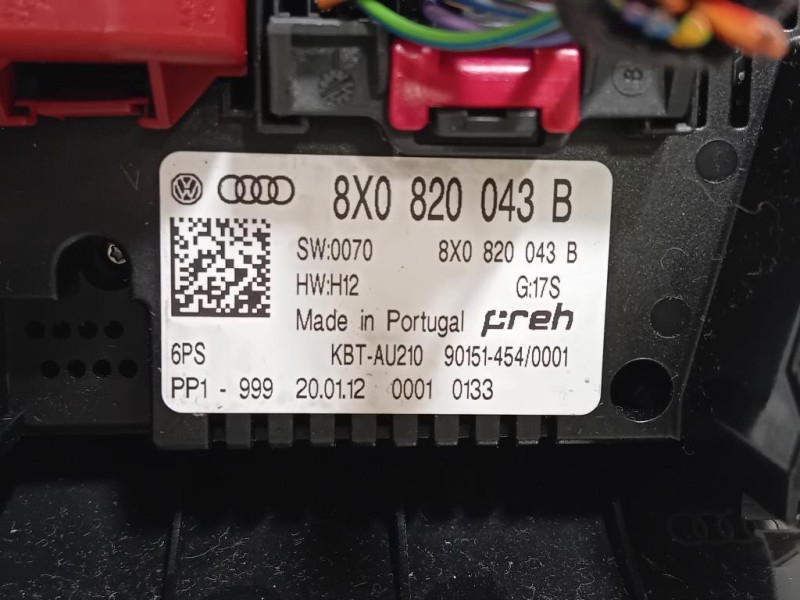 8X0 820 043 B
SW:0070 8X0 820 043 B
HW:H12 G:17S
Made in Portugal preh
6PS KBT-AU210 90151-454/0001
PP1 - 999 20.01.12 0001 0133